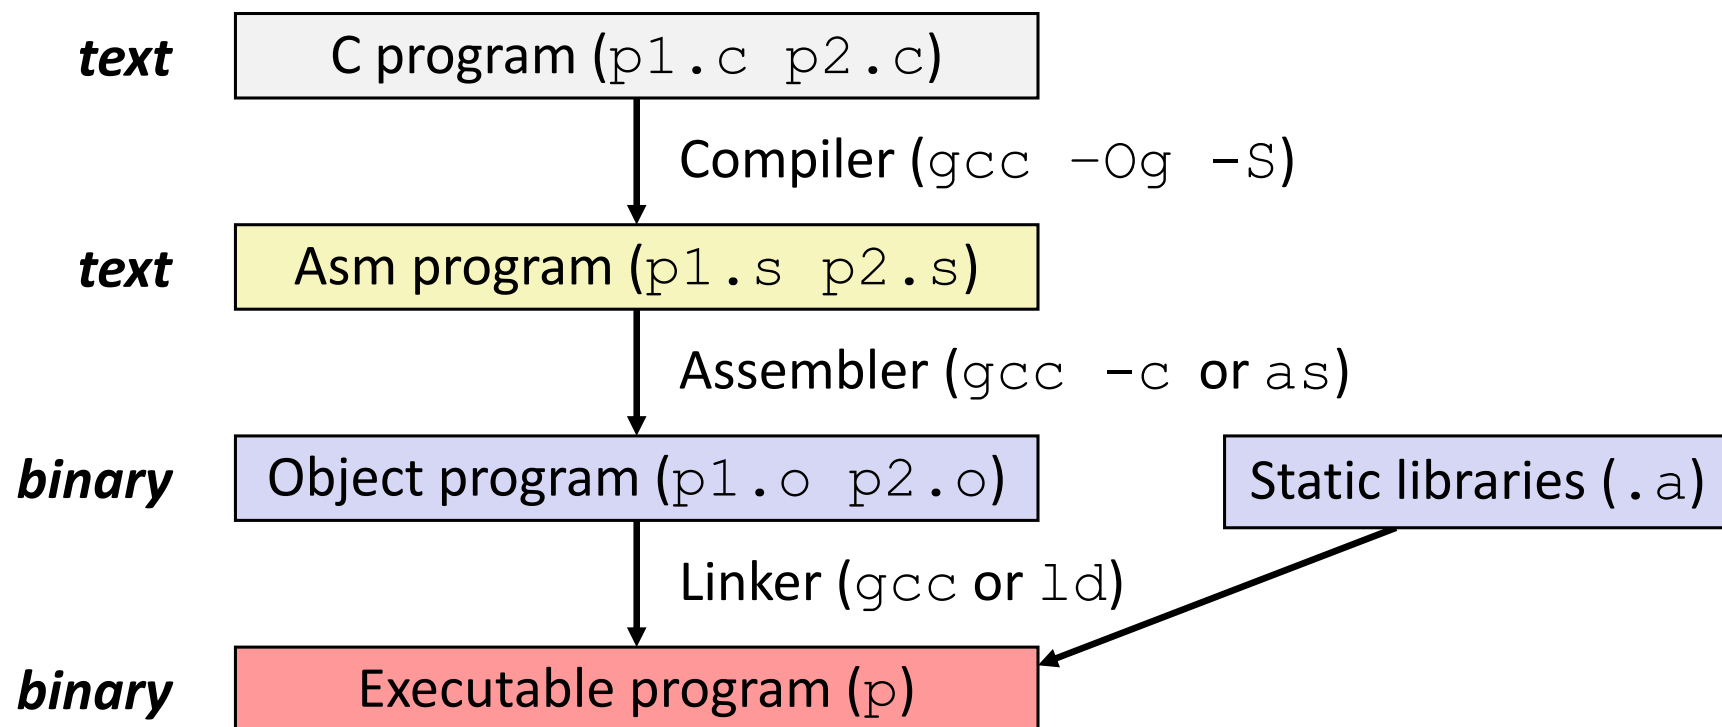 text C program (p1.c p2.c)
Compiler (gcc –Og -S)
text Asm program (p1.s p2.s)
Assembler (gcc -c or as)
binary Object program (p1.o p2.o) Static libraries (.a)
Linker (gcc or ld)
binary Executable program (p)